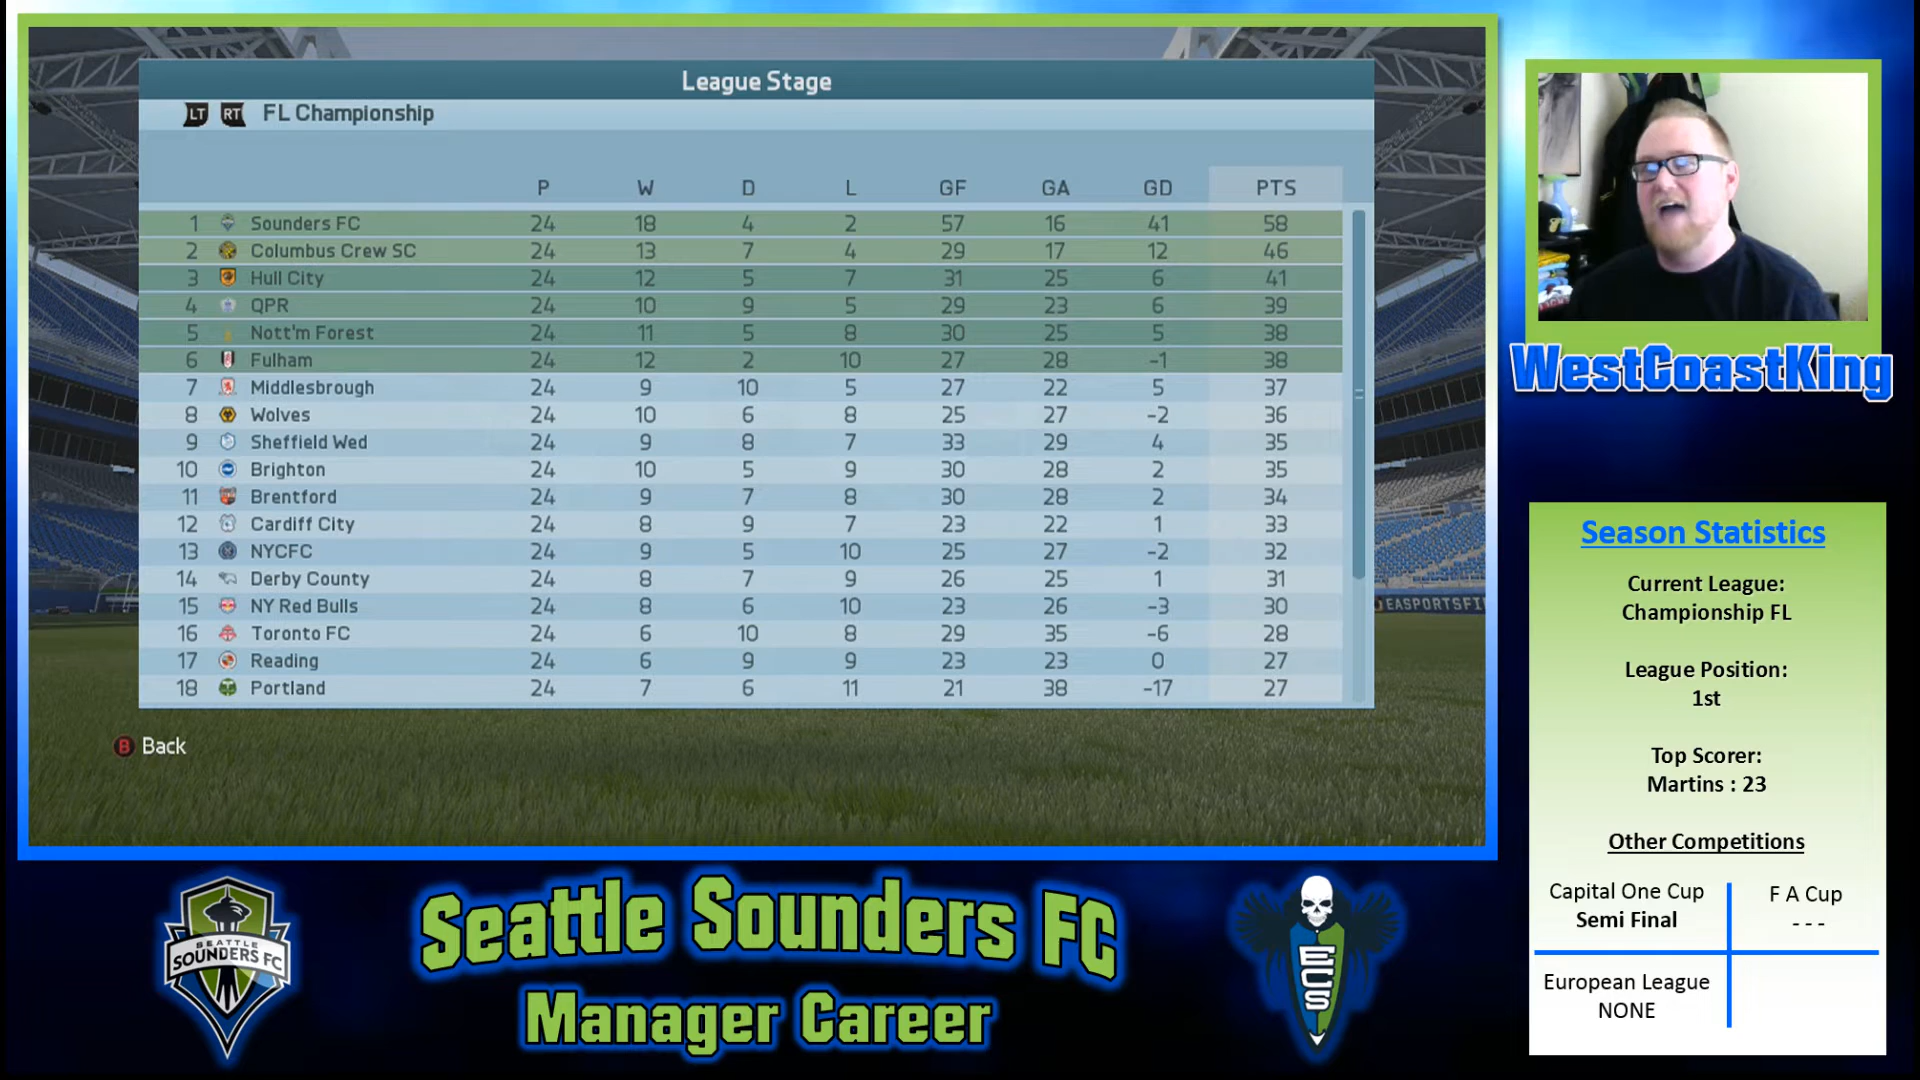 League Stage
LT RT FL Championship
P W D L GF GA GD PTS
1 Sounders FC 24 18 4 2 57 16 41 58
2 Columbus Crew SC 24 13 7 4 29 17 12 46
3 Hull City 24 12 5 7 31 25 6 41
4 QPR 24 10 9 5 29 23 6 39
5 Nott'm Forest 24 11 5 8 30 25 5 38
6 Fulham 24 12 2 10 27 28 -1 38
7 Middlesbrough 24 9 10 5 27 22 5 37
8 Wolves 24 10 6 8 25 27 -2 36
9 Sheffield Wed 24 9 8 7 33 29 4 35
10 Brighton 24 10 5 9 30 28 2 35
11 Brentford 24 9 7 8 30 28 2 34
12 Cardiff City 24 8 9 7 23 22 1 33
13 NYCFC 24 9 5 10 25 27 -2 32
14 Derby County 24 8 7 9 26 25 1 31
15 NY Red Bulls 24 8 6 10 23 26 -3 30
16 Toronto FC 24 6 10 8 29 35 -6 28
17 Reading 24 6 9 9 23 23 0 27
18 Portland 24 7 6 11 21 38 -17 27
B Back
EASPORTSFI
WestCoastKing
Season Statistics
Current League:
Championship FL
League Position:
1st
Top Scorer:
Martins : 23
Other Competitions
Capital One Cup
Semi Final
F A Cup
- - -
European League
NONE
SEATTLE
SOUNDERS FC
Seattle Sounders FC
Manager Career
ECS